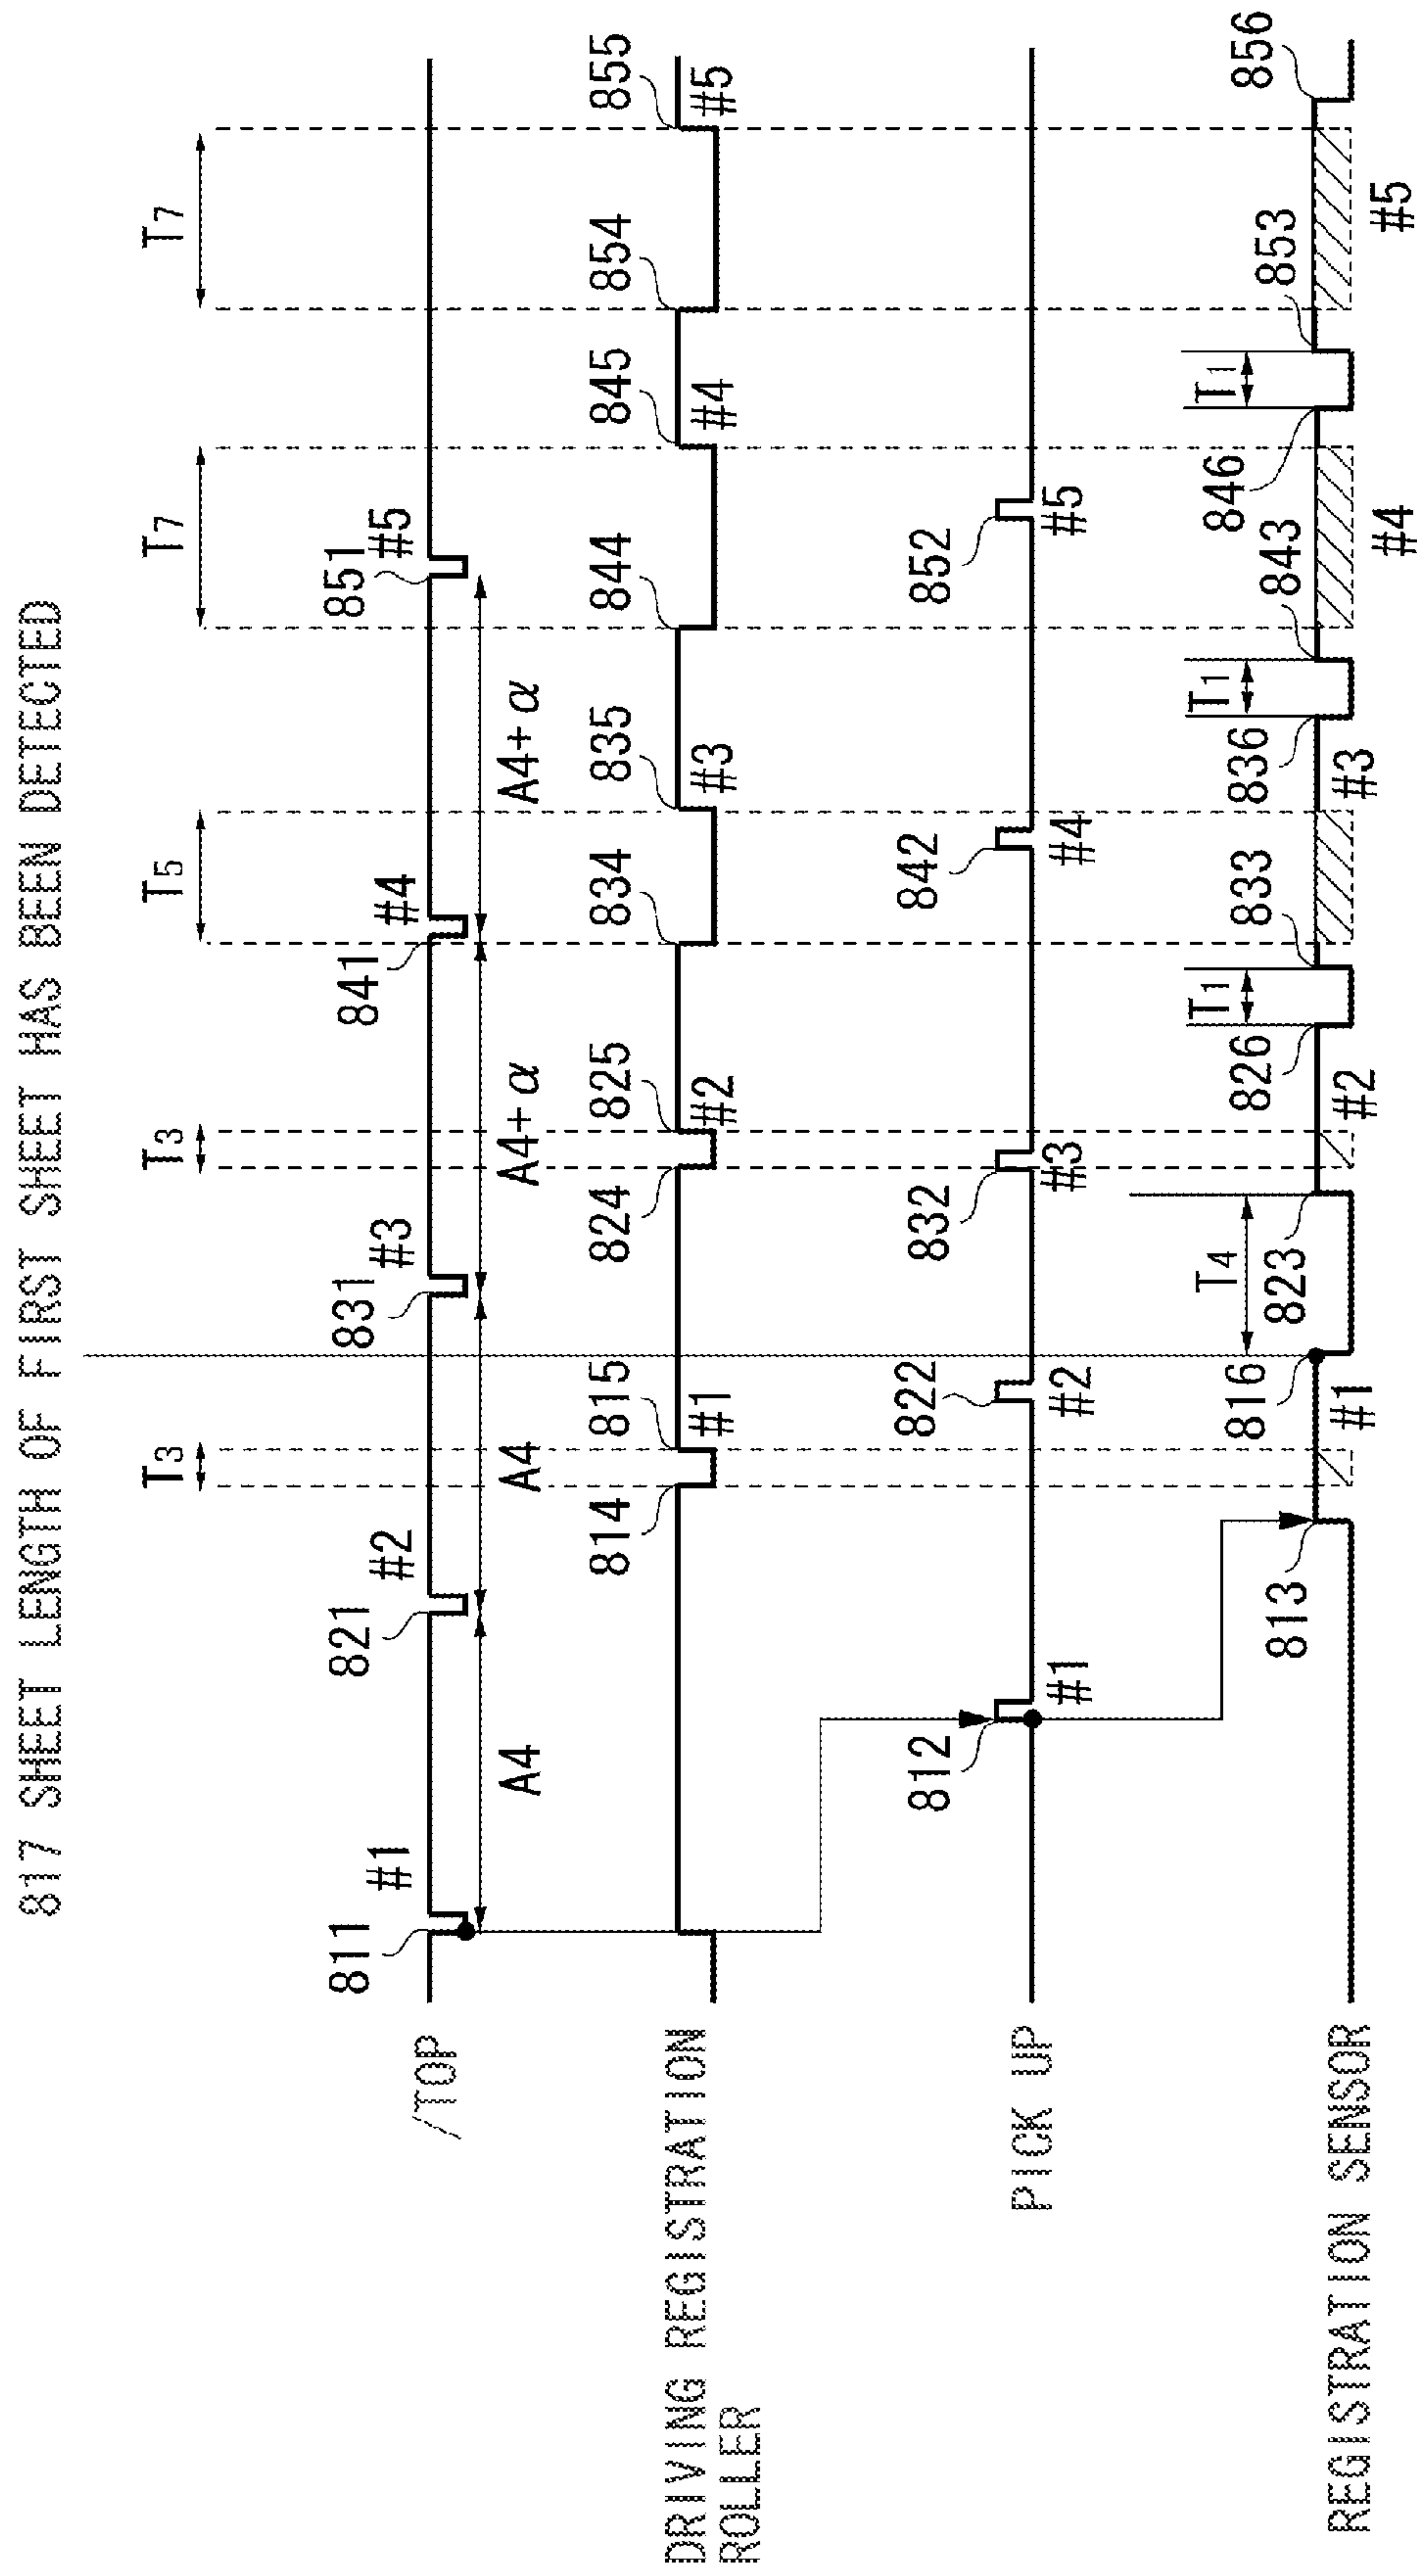 817 SHEET LENGTH OF FIRST SHEET HAS BEEN DETECTED
T3
T3
T5
T7
T7
/TOP
811
#1
821
#2
831
#3
841
#4
851
#5
A4
A4
A4+α
A4+α
DRIVING REGISTRATION
ROLLER
814
815
#1
824
825
#2
834
835
#3
844
845
#4
854
855
#5
PICK UP
812
#1
822
#2
832
#3
842
#4
852
#5
REGISTRATION SENSOR
813
816
#1
T4
823
#2
826
T1
833
#3
836
T1
843
#4
846
T1
853
#5
856